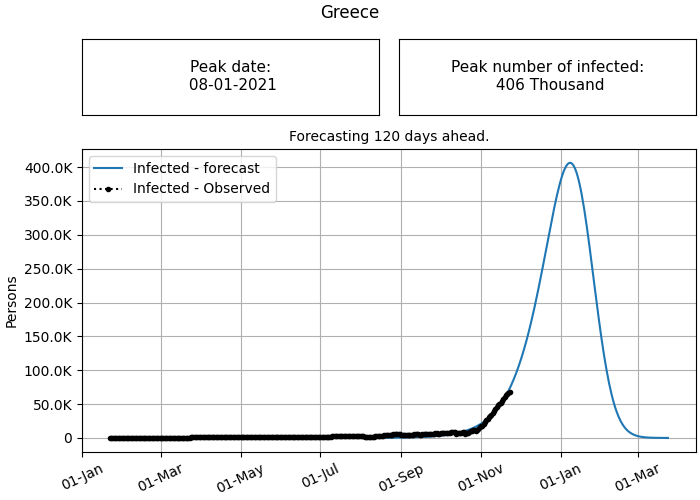 Greece
Peak date:
08-01-2021
Peak number of infected:
406 Thousand
Forecasting 120 days ahead.
Infected - forecast
Infected - Observed
400.0K
350.0K
300.0K
250.0K
200.0K
150.0K
100.0K
50.0K
0
Persons
01-Jan
01-Mar
01-May
01-Jul
01-Sep
01-Nov
01-Jan
01-Mar